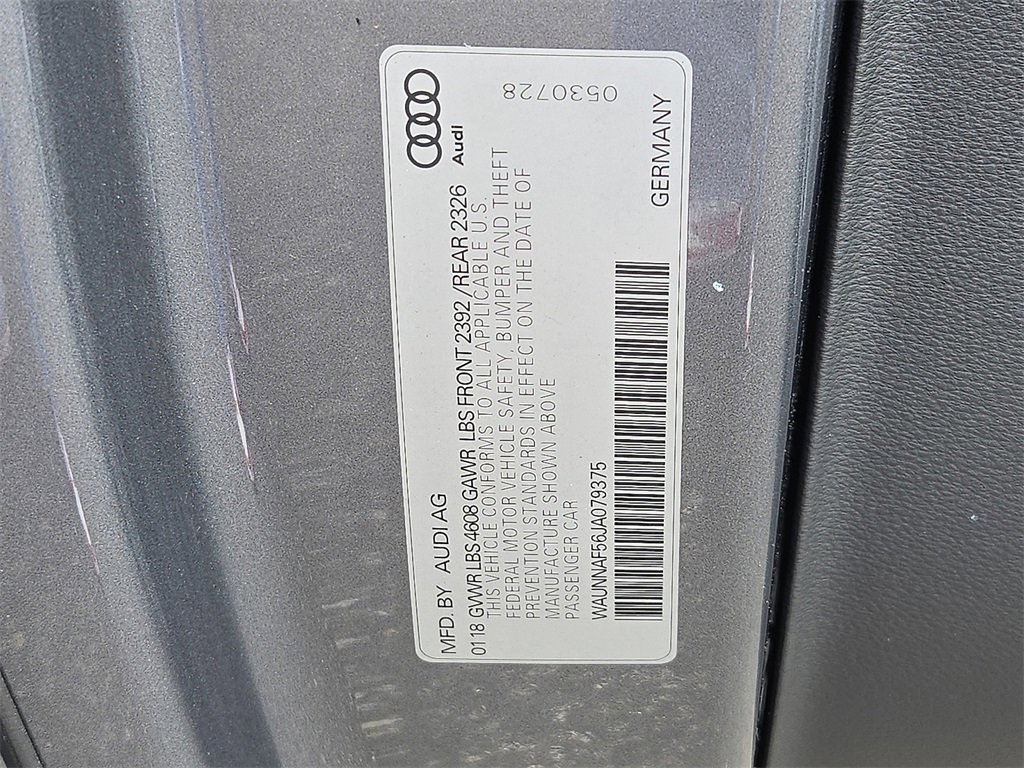 MFD. BY AUDI AG
0118 GVWR LBS 4608 GAWR LBS FRONT 2392 /REAR 2326
THIS VEHICLE CONFORMS TO ALL APPLICABLE U.S.
FEDERAL MOTOR VEHICLE SAFETY, BUMPER AND THEFT
PREVENTION STANDARDS IN EFFECT ON THE DATE OF
MANUFACTURE SHOWN ABOVE
PASSENGER CAR
WAUNNAF56JA079375
Audi
0530728
GERMANY